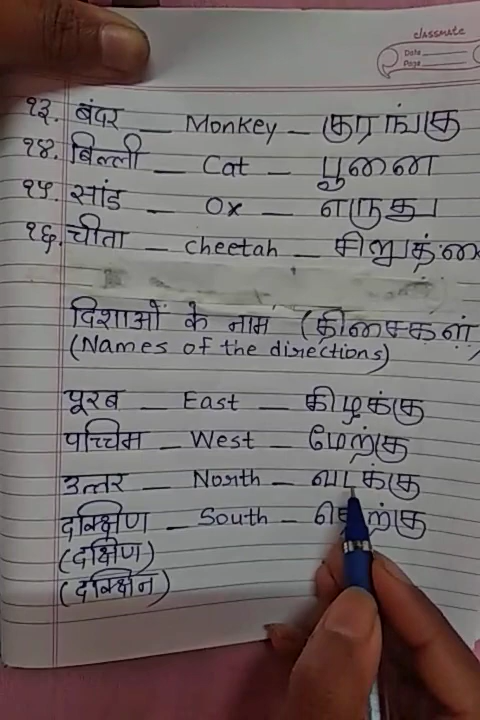 classmate
Date
Page
१३. बंदर — Monkey — குரங்கு
१४. बिल्ली — Cat — பூனை
१५. सांड — Ox — எருது
१६. चीता — cheetah — சிறுத்தை
दिशाओं के नाम (திசைகள்)
(Names of the directions)
पूरब — East — கிழக்கு
पच्चिम — West — மேற்கு
उत्तर — North — வடக்கு
दक्षिण — South — தெற்கு
(दक्षिण)
(दक्षिन)